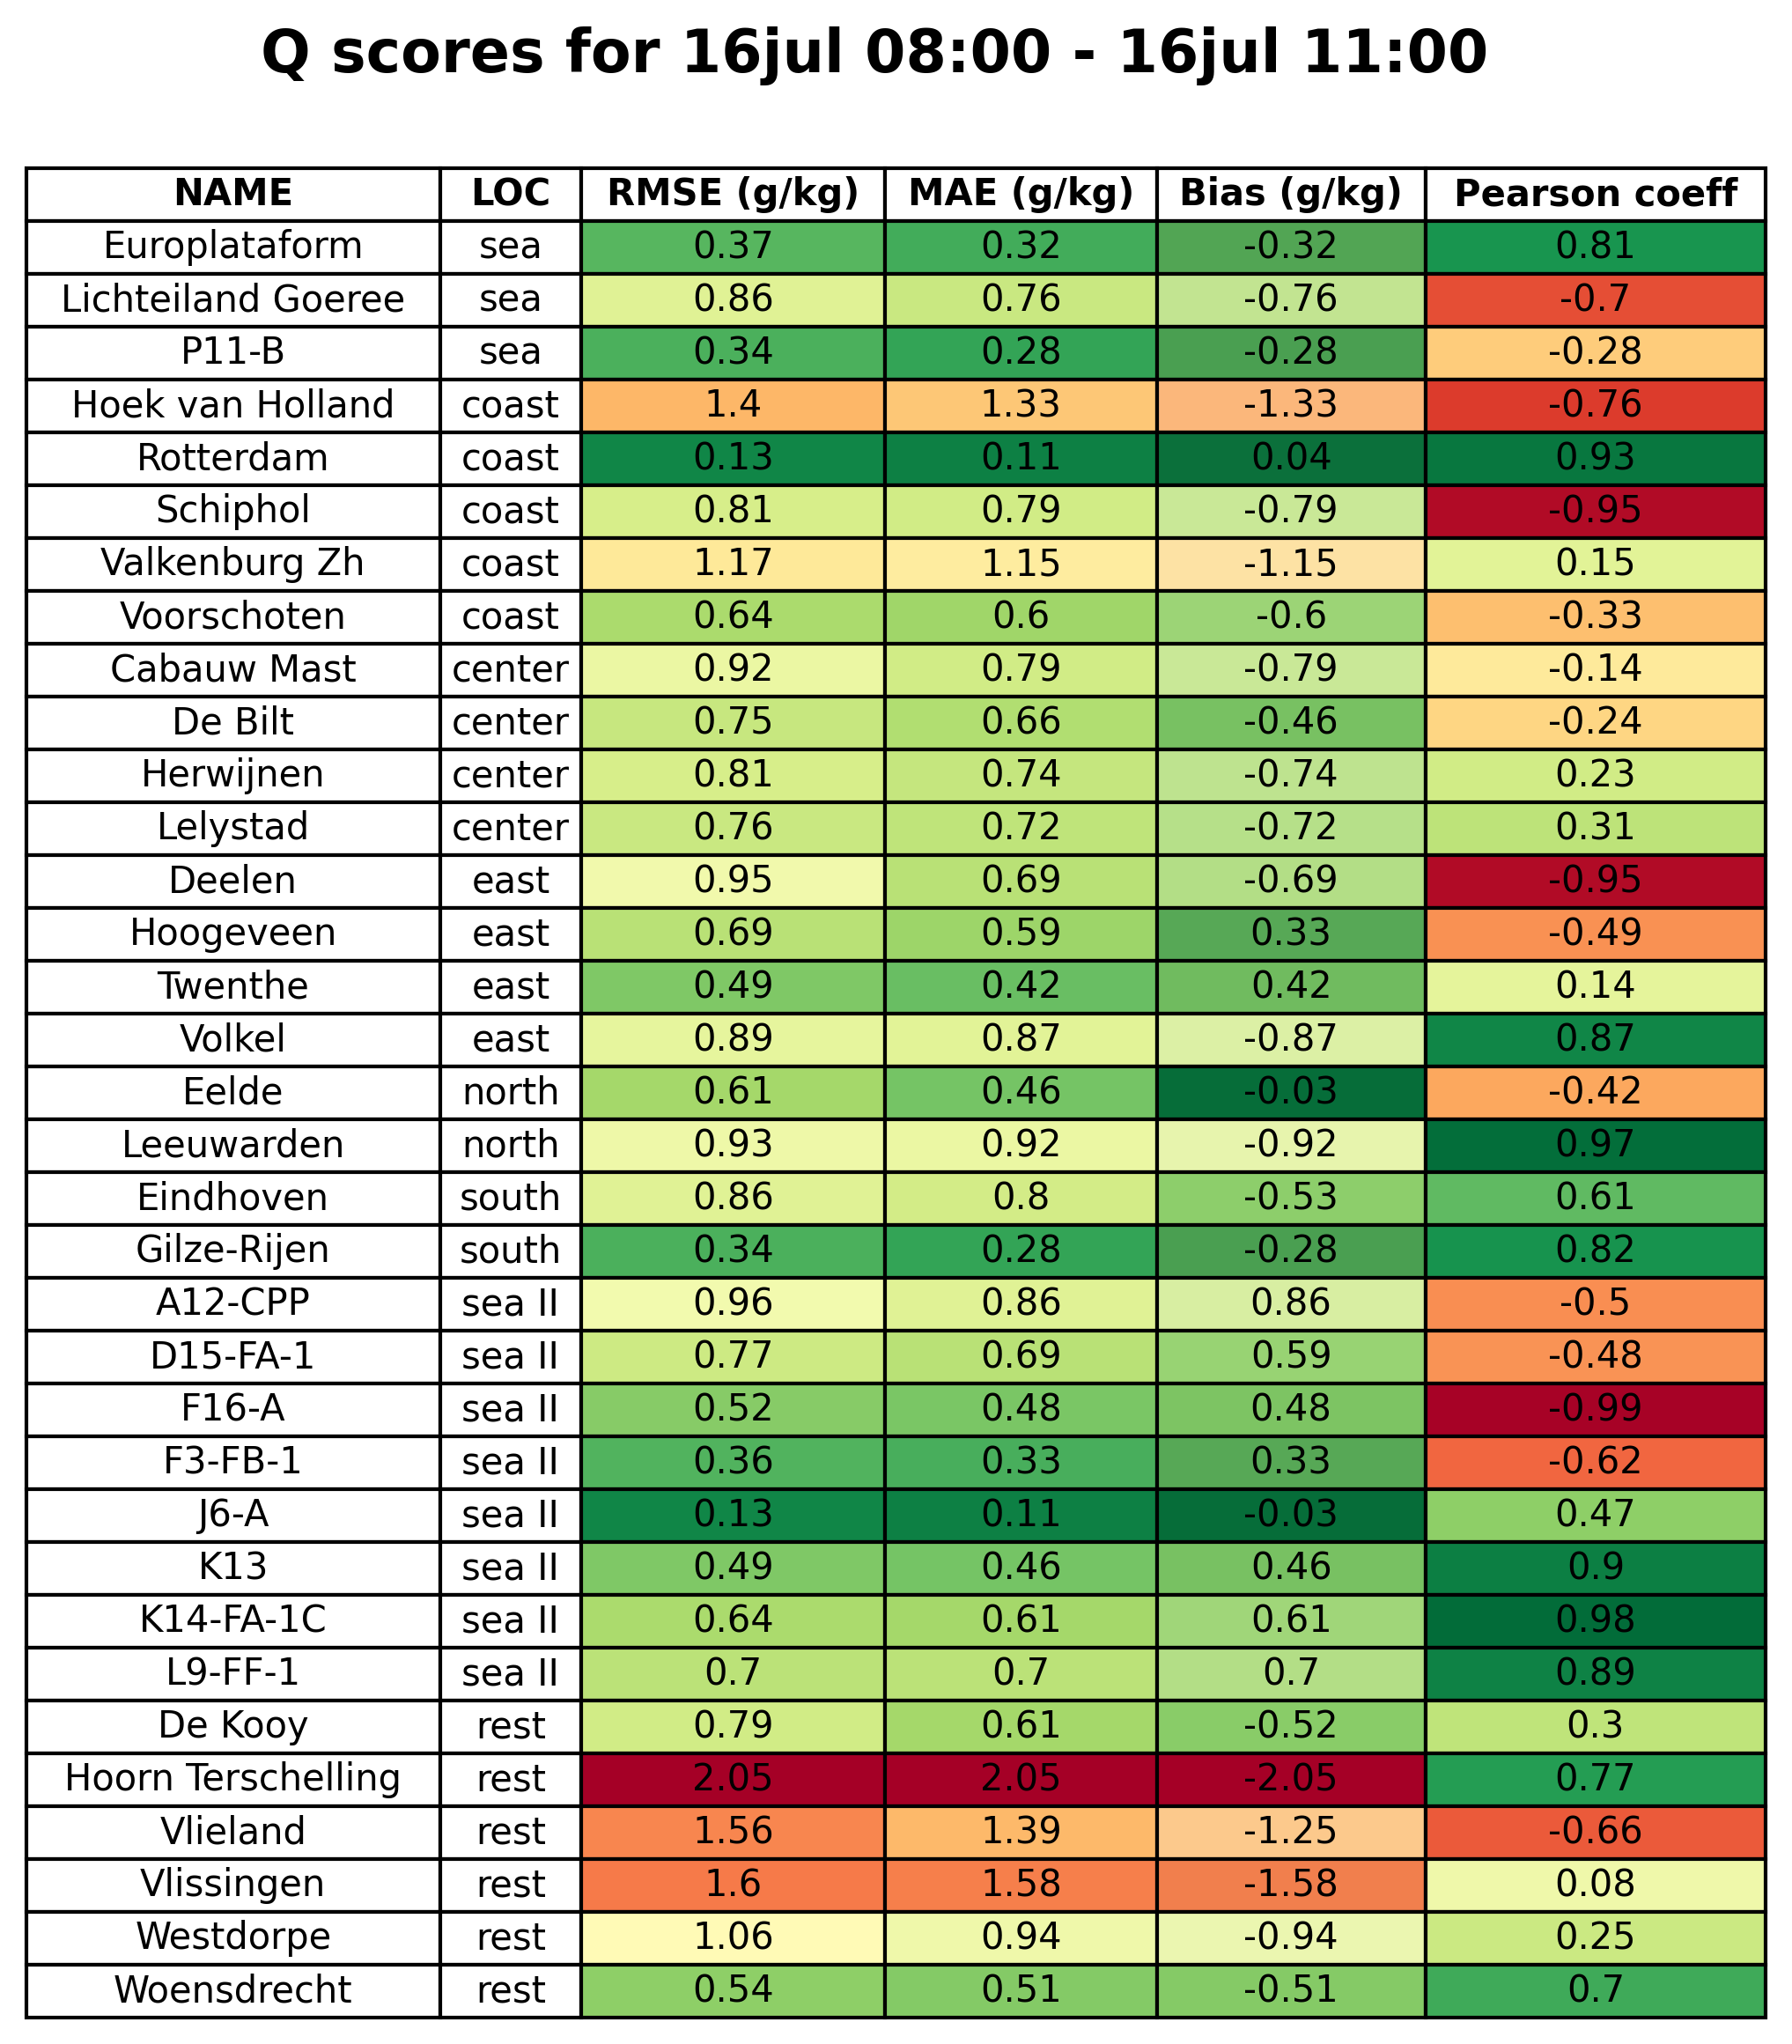 Q scores for 16jul 08:00 - 16jul 11:00
NAME LOC RMSE (g/kg) MAE (g/kg) Bias (g/kg) Pearson coeff
Europlataform sea 0.37 0.32 -0.32 0.81
Lichteiland Goeree sea 0.86 0.76 -0.76 -0.7
P11-B sea 0.34 0.28 -0.28 -0.28
Hoek van Holland coast 1.4 1.33 -1.33 -0.76
Rotterdam coast 0.13 0.11 0.04 0.93
Schiphol coast 0.81 0.79 -0.79 -0.95
Valkenburg Zh coast 1.17 1.15 -1.15 0.15
Voorschoten coast 0.64 0.6 -0.6 -0.33
Cabauw Mast center 0.92 0.79 -0.79 -0.14
De Bilt center 0.75 0.66 -0.46 -0.24
Herwijnen center 0.81 0.74 -0.74 0.23
Lelystad center 0.76 0.72 -0.72 0.31
Deelen east 0.95 0.69 -0.69 -0.95
Hoogeveen east 0.69 0.59 0.33 -0.49
Twenthe east 0.49 0.42 0.42 0.14
Volkel east 0.89 0.87 -0.87 0.87
Eelde north 0.61 0.46 -0.03 -0.42
Leeuwarden north 0.93 0.92 -0.92 0.97
Eindhoven south 0.86 0.8 -0.53 0.61
Gilze-Rijen south 0.34 0.28 -0.28 0.82
A12-CPP sea II 0.96 0.86 0.86 -0.5
D15-FA-1 sea II 0.77 0.69 0.59 -0.48
F16-A sea II 0.52 0.48 0.48 -0.99
F3-FB-1 sea II 0.36 0.33 0.33 -0.62
J6-A sea II 0.13 0.11 -0.03 0.47
K13 sea II 0.49 0.46 0.46 0.9
K14-FA-1C sea II 0.64 0.61 0.61 0.98
L9-FF-1 sea II 0.7 0.7 0.7 0.89
De Kooy rest 0.79 0.61 -0.52 0.3
Hoorn Terschelling rest 2.05 2.05 -2.05 0.77
Vlieland rest 1.56 1.39 -1.25 -0.66
Vlissingen rest 1.6 1.58 -1.58 0.08
Westdorpe rest 1.06 0.94 -0.94 0.25
Woensdrecht rest 0.54 0.51 -0.51 0.7